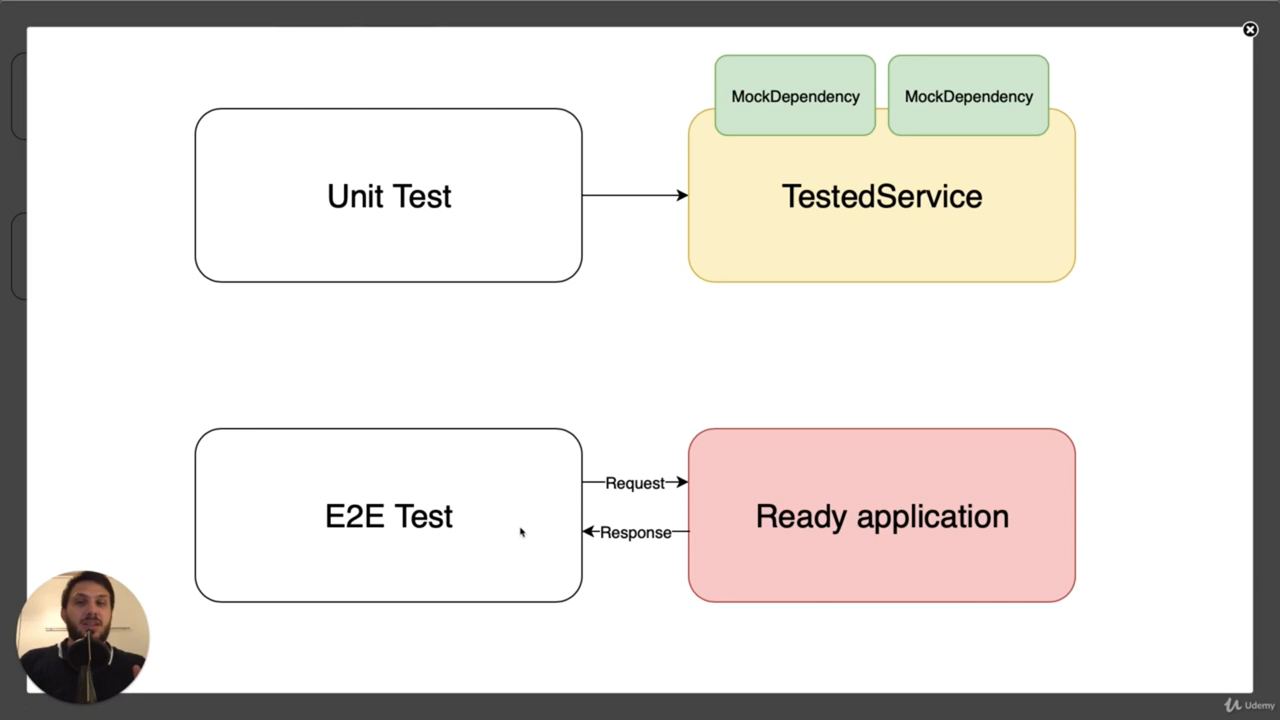 MockDependency
MockDependency
Unit Test
TestedService
Request
E2E Test
Ready application
Response
Udemy